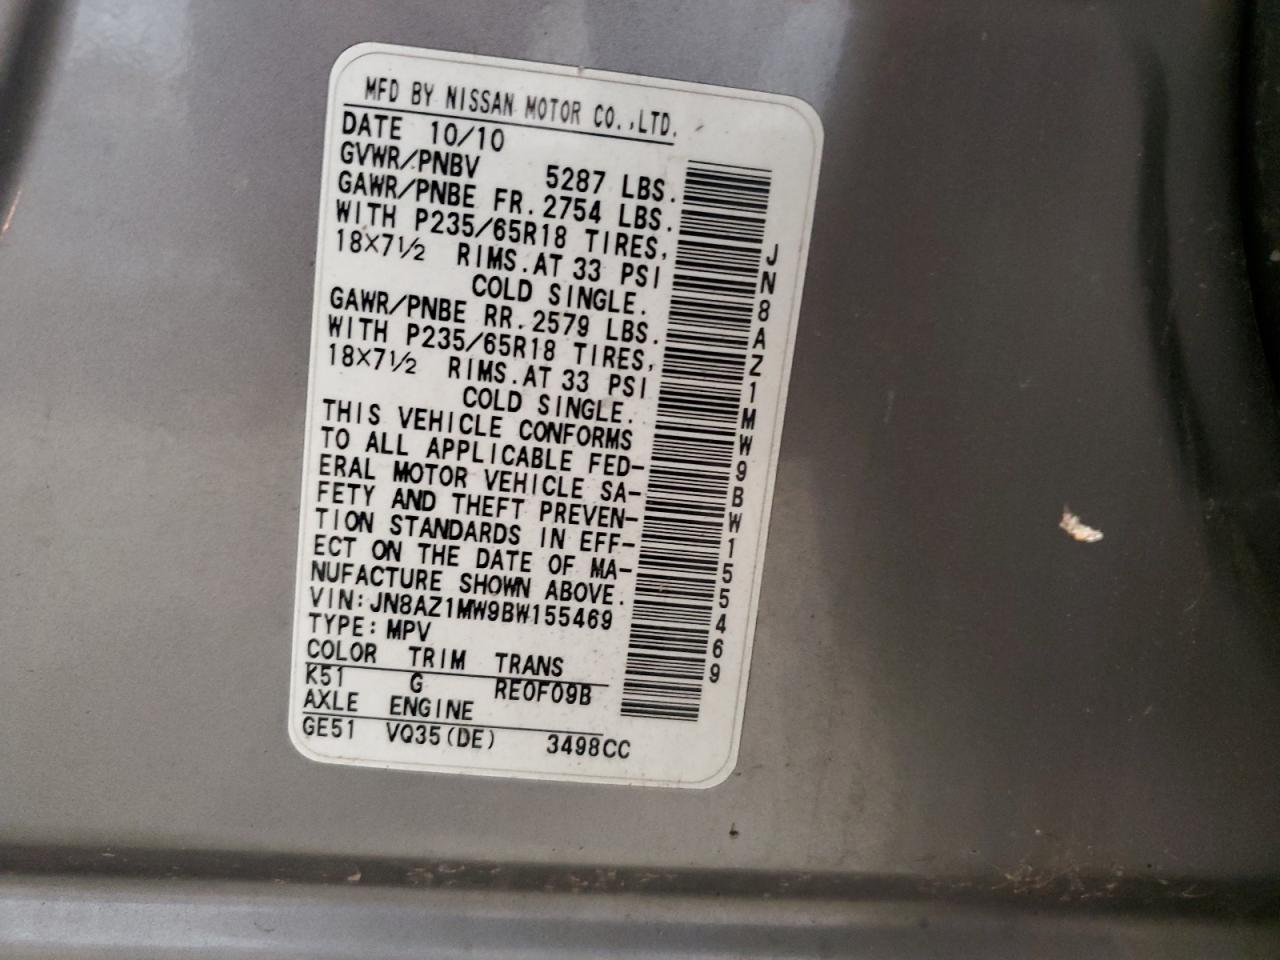 MFD BY NISSAN MOTOR CO.,LTD.
DATE 10/10
GVWR/PNBV 5287 LBS.
GAWR/PNBE FR. 2754 LBS.
WITH P235/65R18 TIRES,
18×7½ RIMS. AT 33 PSI
COLD SINGLE.
GAWR/PNBE RR. 2579 LBS.
WITH P235/65R18 TIRES,
18×7½ RIMS. AT 33 PSI
COLD SINGLE.
THIS VEHICLE CONFORMS
TO ALL APPLICABLE FED-
ERAL MOTOR VEHICLE SA-
FETY AND THEFT PREVEN-
TION STANDARDS IN EFF-
ECT ON THE DATE OF MA-
NUFACTURE SHOWN ABOVE.
VIN: JN8AZ1MW9BW155469
TYPE: MPV
COLOR TRIM TRANS
K51 G RE0F09B
AXLE ENGINE
GE51 VQ35(DE) 3498CC
JN8AZ1MW9BW155469